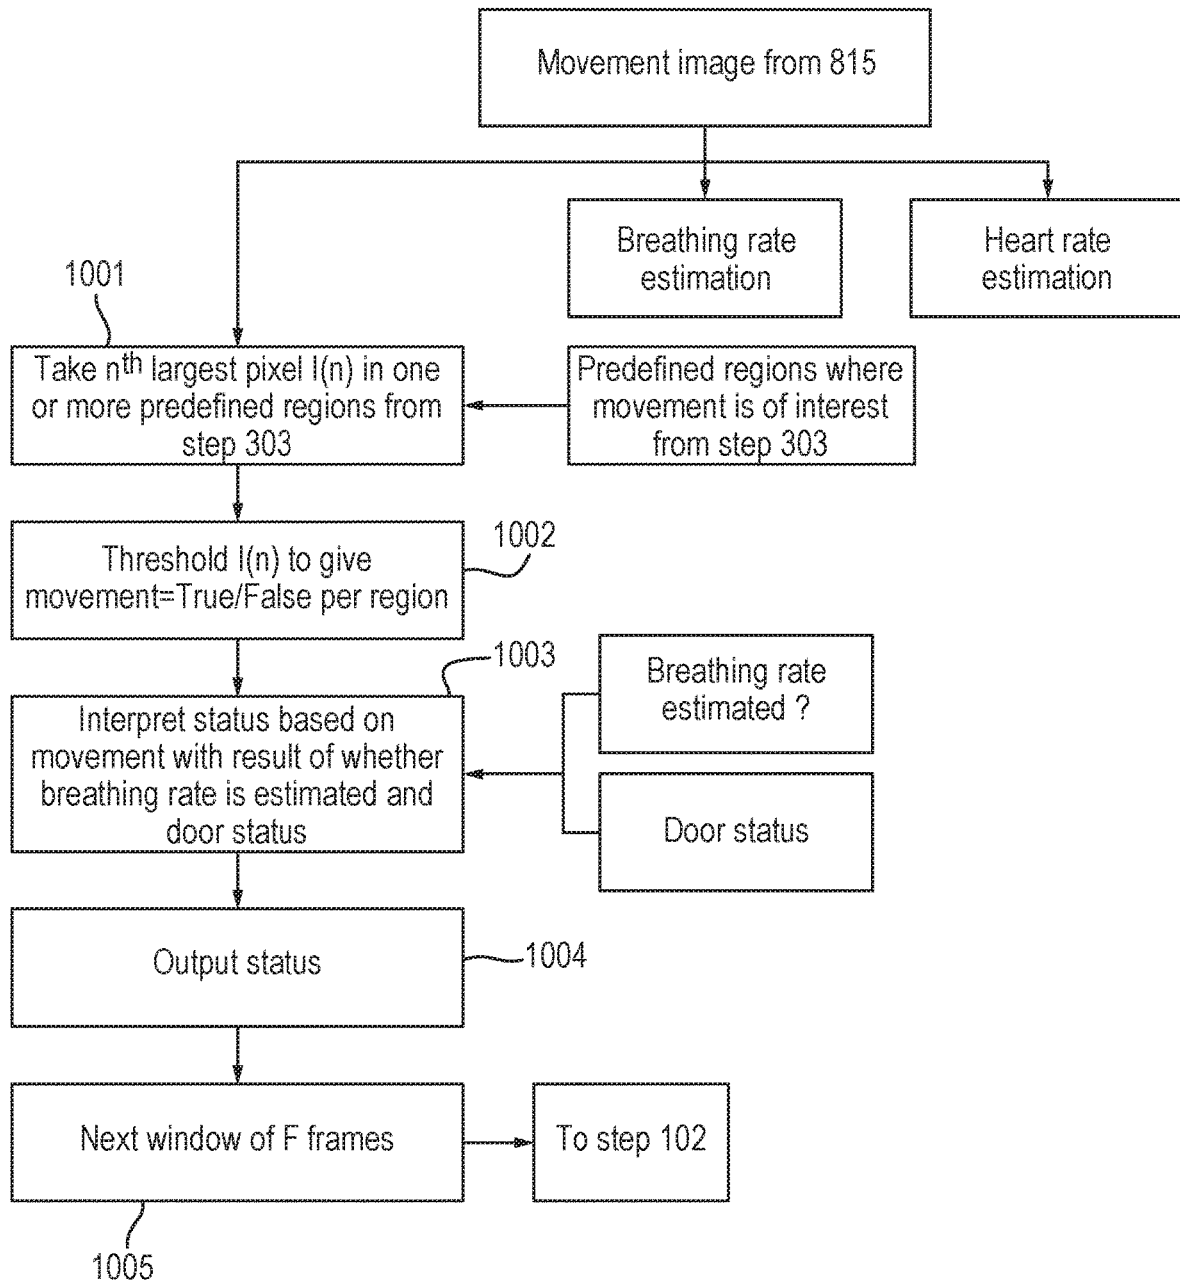 Movement image from 815
Breathing rate
estimation
Heart rate
estimation
1001
Take nth largest pixel I(n) in one
or more predefined regions from
step 303
Predefined regions where
movement is of interest
from step 303
1002
Threshold I(n) to give
movement=True/False per region
1003
Interpret status based on
movement with result of whether
breathing rate is estimated and
door status
Breathing rate
estimated ?
Door status
Output status
1004
Next window of F frames
To step 102
1005